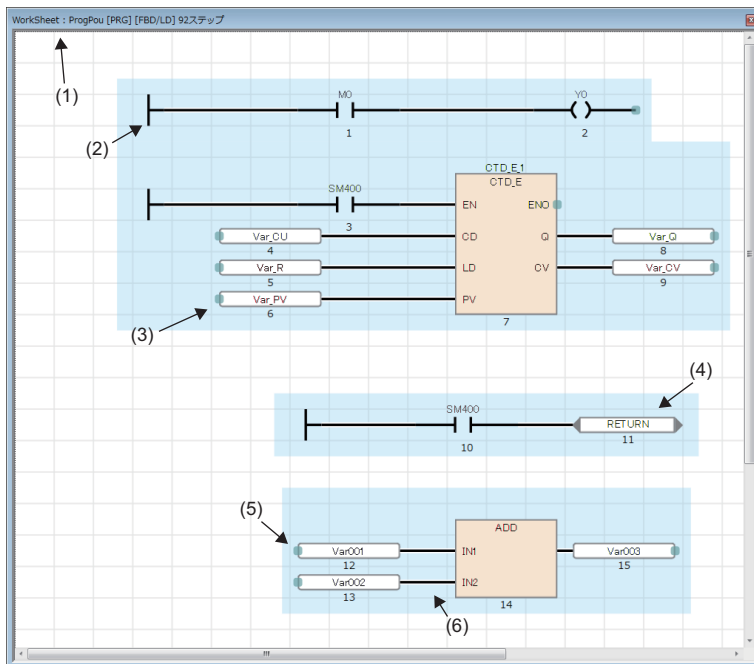 WorkSheet : ProgPou [PRG] [FBD/LD] 92ステップ
(1)
M0
Y0
(2)
1
2
CTD_E_1
CTD_E
SM400
EN
ENO
3
Var_CU
CD
Q
Var_Q
4
8
Var_R
LD
CV
Var_CV
5
9
Var_PV
PV
(3)
6
7
(4)
SM400
RETURN
10
11
(5)
ADD
Var001
IN1
Var003
12
15
Var002
IN2
13
14
(6)